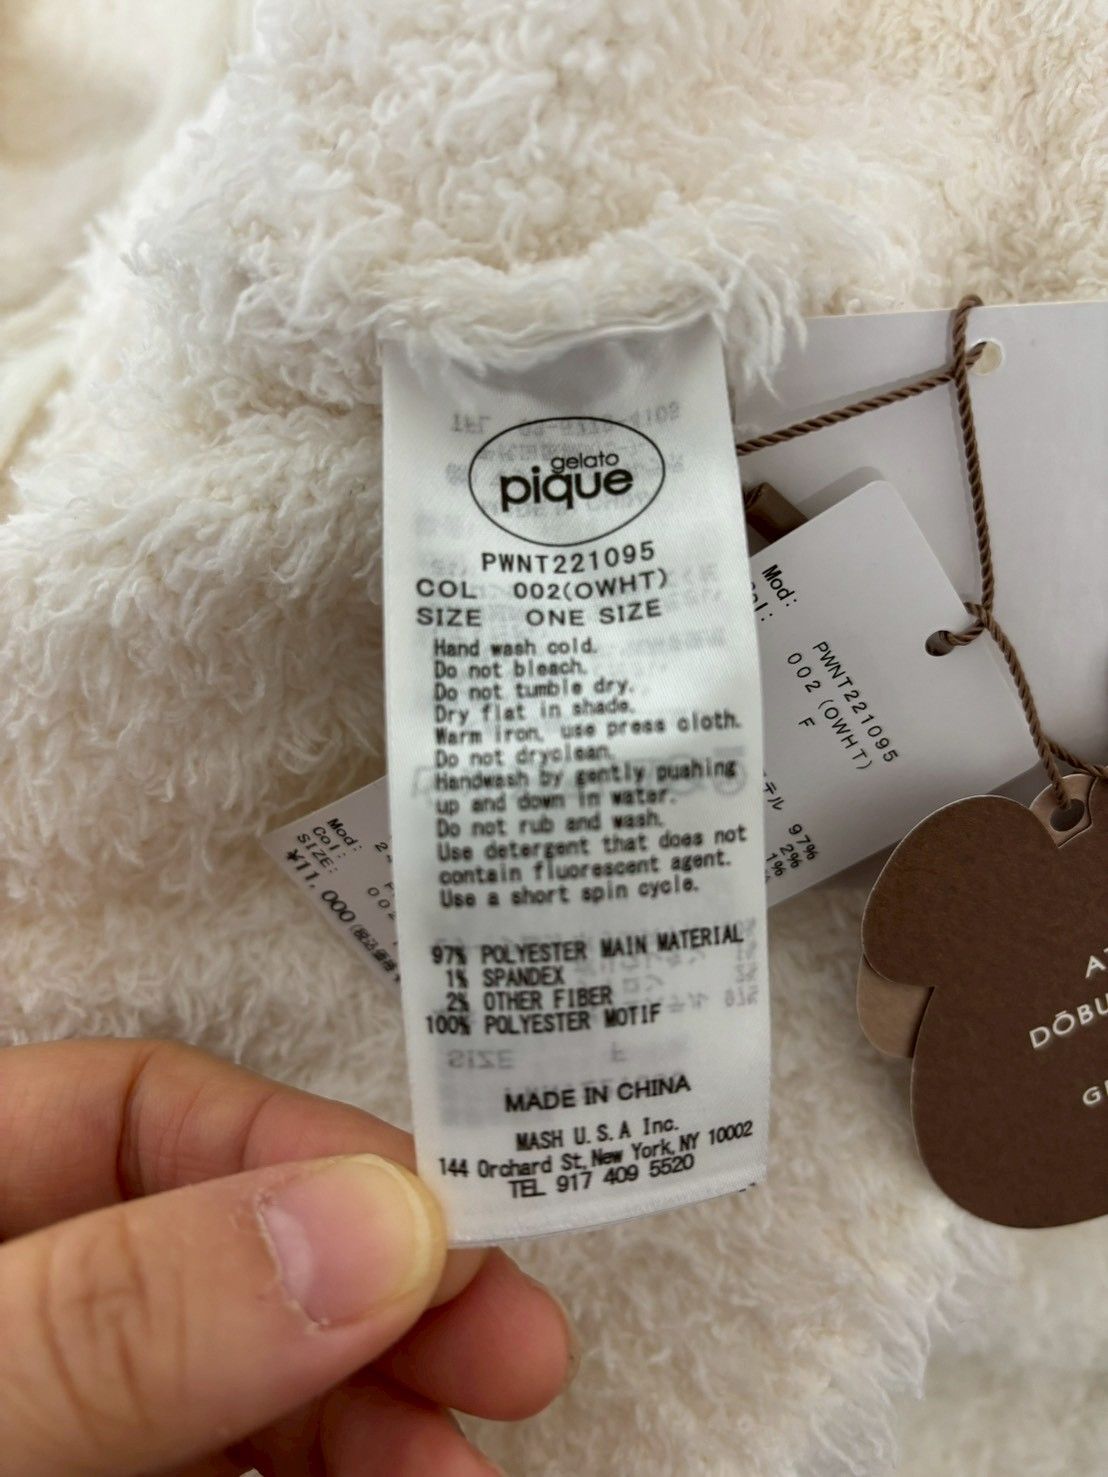 gelato
pique
PWNT221095
COL 002(OWHT)
SIZE ONE SIZE
Hand wash cold.
Do not bleach.
Do not tumble dry.
Dry flat in shade.
Warm iron, use press cloth.
Do not dryclean.
Handwash by gently pushing
up and down in water.
Do not rub and wash.
Use detergent that does not
contain fluorescent agent.
Use a short spin cycle.
97% POLYESTER MAIN MATERIAL
1% SPANDEX
2% OTHER FIBER
100% POLYESTER MOTIF
MADE IN CHINA
MASH U.S.A Inc.
144 Orchard St, New York, NY 10002
TEL 917 409 5520
Mod:
PWNT221095
002 (OWHT)
F
テル 97%
2%
1%
Mod:
Col:
SIZE:
¥11,000
DŌBU